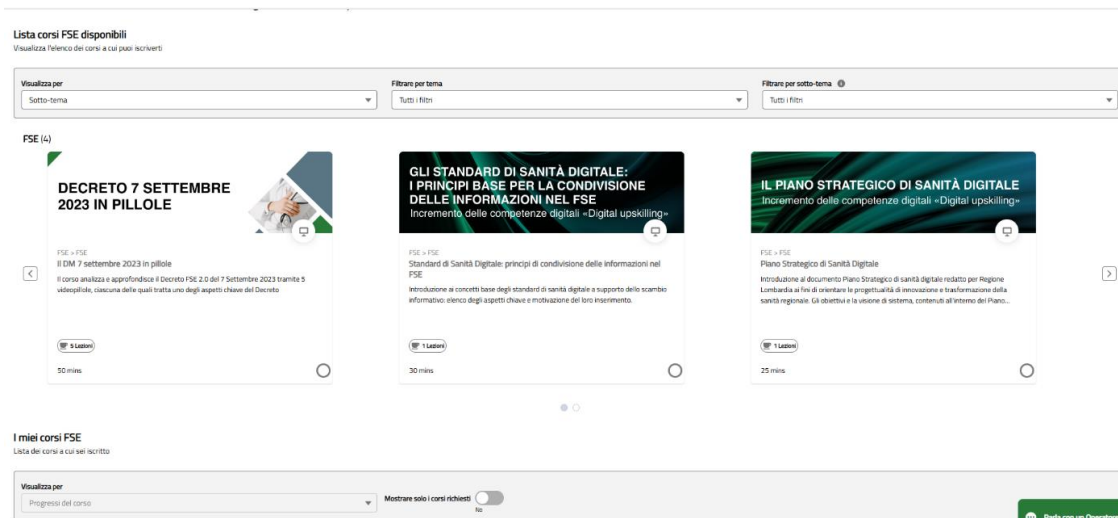 Lista corsi FSE disponibili
Visualizza l'elenco dei corsi a cui puoi iscriverti
Visualizza per
Sotto-tema
Filtrare per tema
Tutti i filtri
Filtrare per sotto-tema
Tutti i filtri
FSE (4)
DECRETO 7 SETTEMBRE
2023 IN PILLOLE
FSE > FSE
Il DM 7 settembre 2023 in pillole
Il corso analizza e approfondisce il Decreto FSE 2.0 del 7 Settembre 2023 tramite 5
videopillole, ciascuna delle quali tratta uno degli aspetti chiave del Decreto
5 Lezioni
50 mins
GLI STANDARD DI SANITÀ DIGITALE:
I PRINCIPI BASE PER LA CONDIVISIONE
DELLE INFORMAZIONI NEL FSE
Incremento delle competenze digitali «Digital upskilling»
FSE > FSE
Standard di Sanità Digitale: principi di condivisione delle informazioni nel
FSE
Introduzione ai concetti base degli standard di sanità digitale a supporto dello scambio
informativo: elenco degli aspetti chiave e motivazione del loro inserimento.
1 Lezioni
30 mins
IL PIANO STRATEGICO DI SANITÀ DIGITALE
Incremento delle competenze digitali «Digital upskilling»
FSE > FSE
Piano Strategico di Sanità Digitale
Introduzione al documento Piano Strategico di sanità digitale redatto per Regione
Lombardia ai fini di orientare le progettualità di innovazione e trasformazione della
sanità regionale. Gli obiettivi e la visione di sistema, contenuti all'interno del Piano...
1 Lezioni
25 mins
I miei corsi FSE
Lista dei corsi a cui sei iscritto
Visualizza per
Progressi del corso
Mostrare solo i corsi richiesti
No
Parla con un Operatore